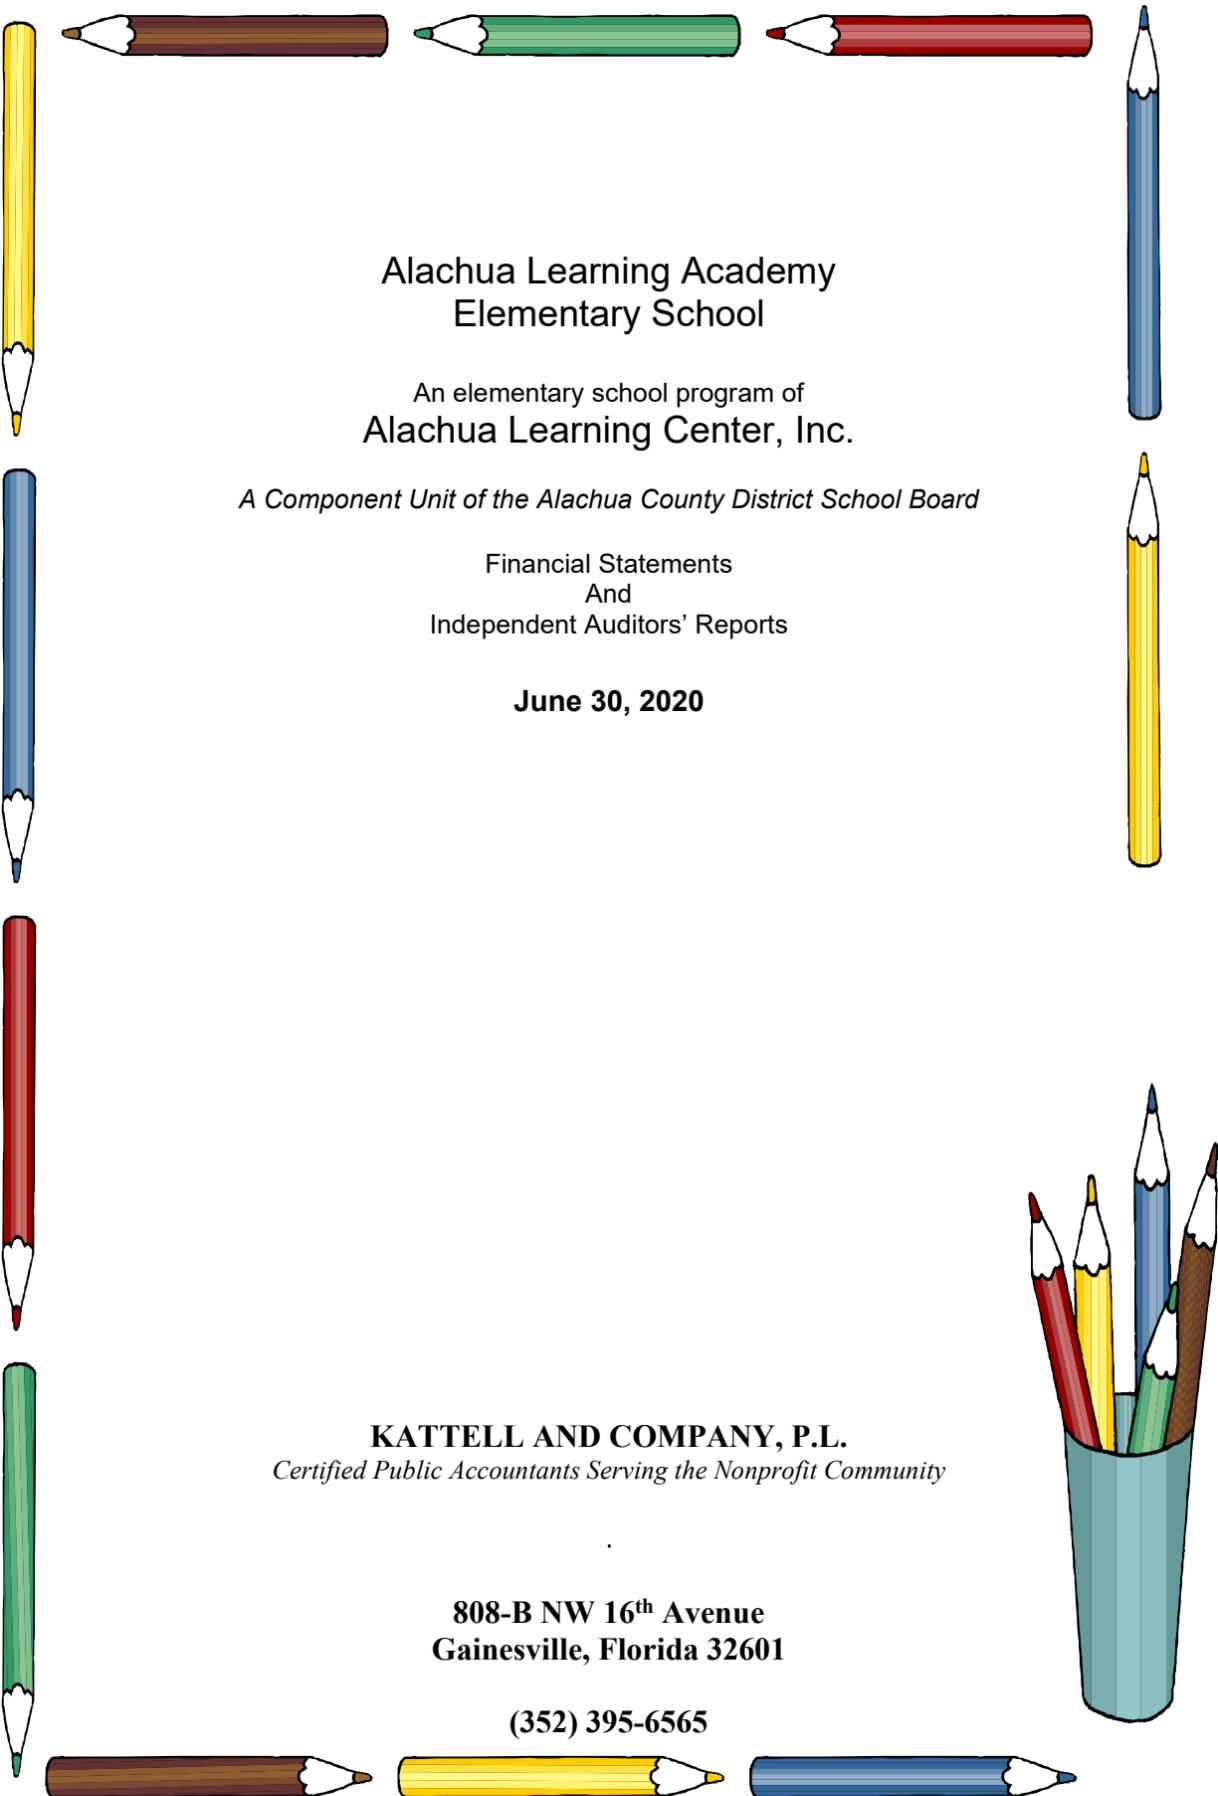 Alachua Learning Academy
Elementary School
An elementary school program of
Alachua Learning Center, Inc.
A Component Unit of the Alachua County District School Board
Financial Statements
And
Independent Auditors’ Reports
June 30, 2020
KATTELL AND COMPANY, P.L.
Certified Public Accountants Serving the Nonprofit Community
.
808-B NW 16th Avenue
Gainesville, Florida 32601
(352) 395-6565